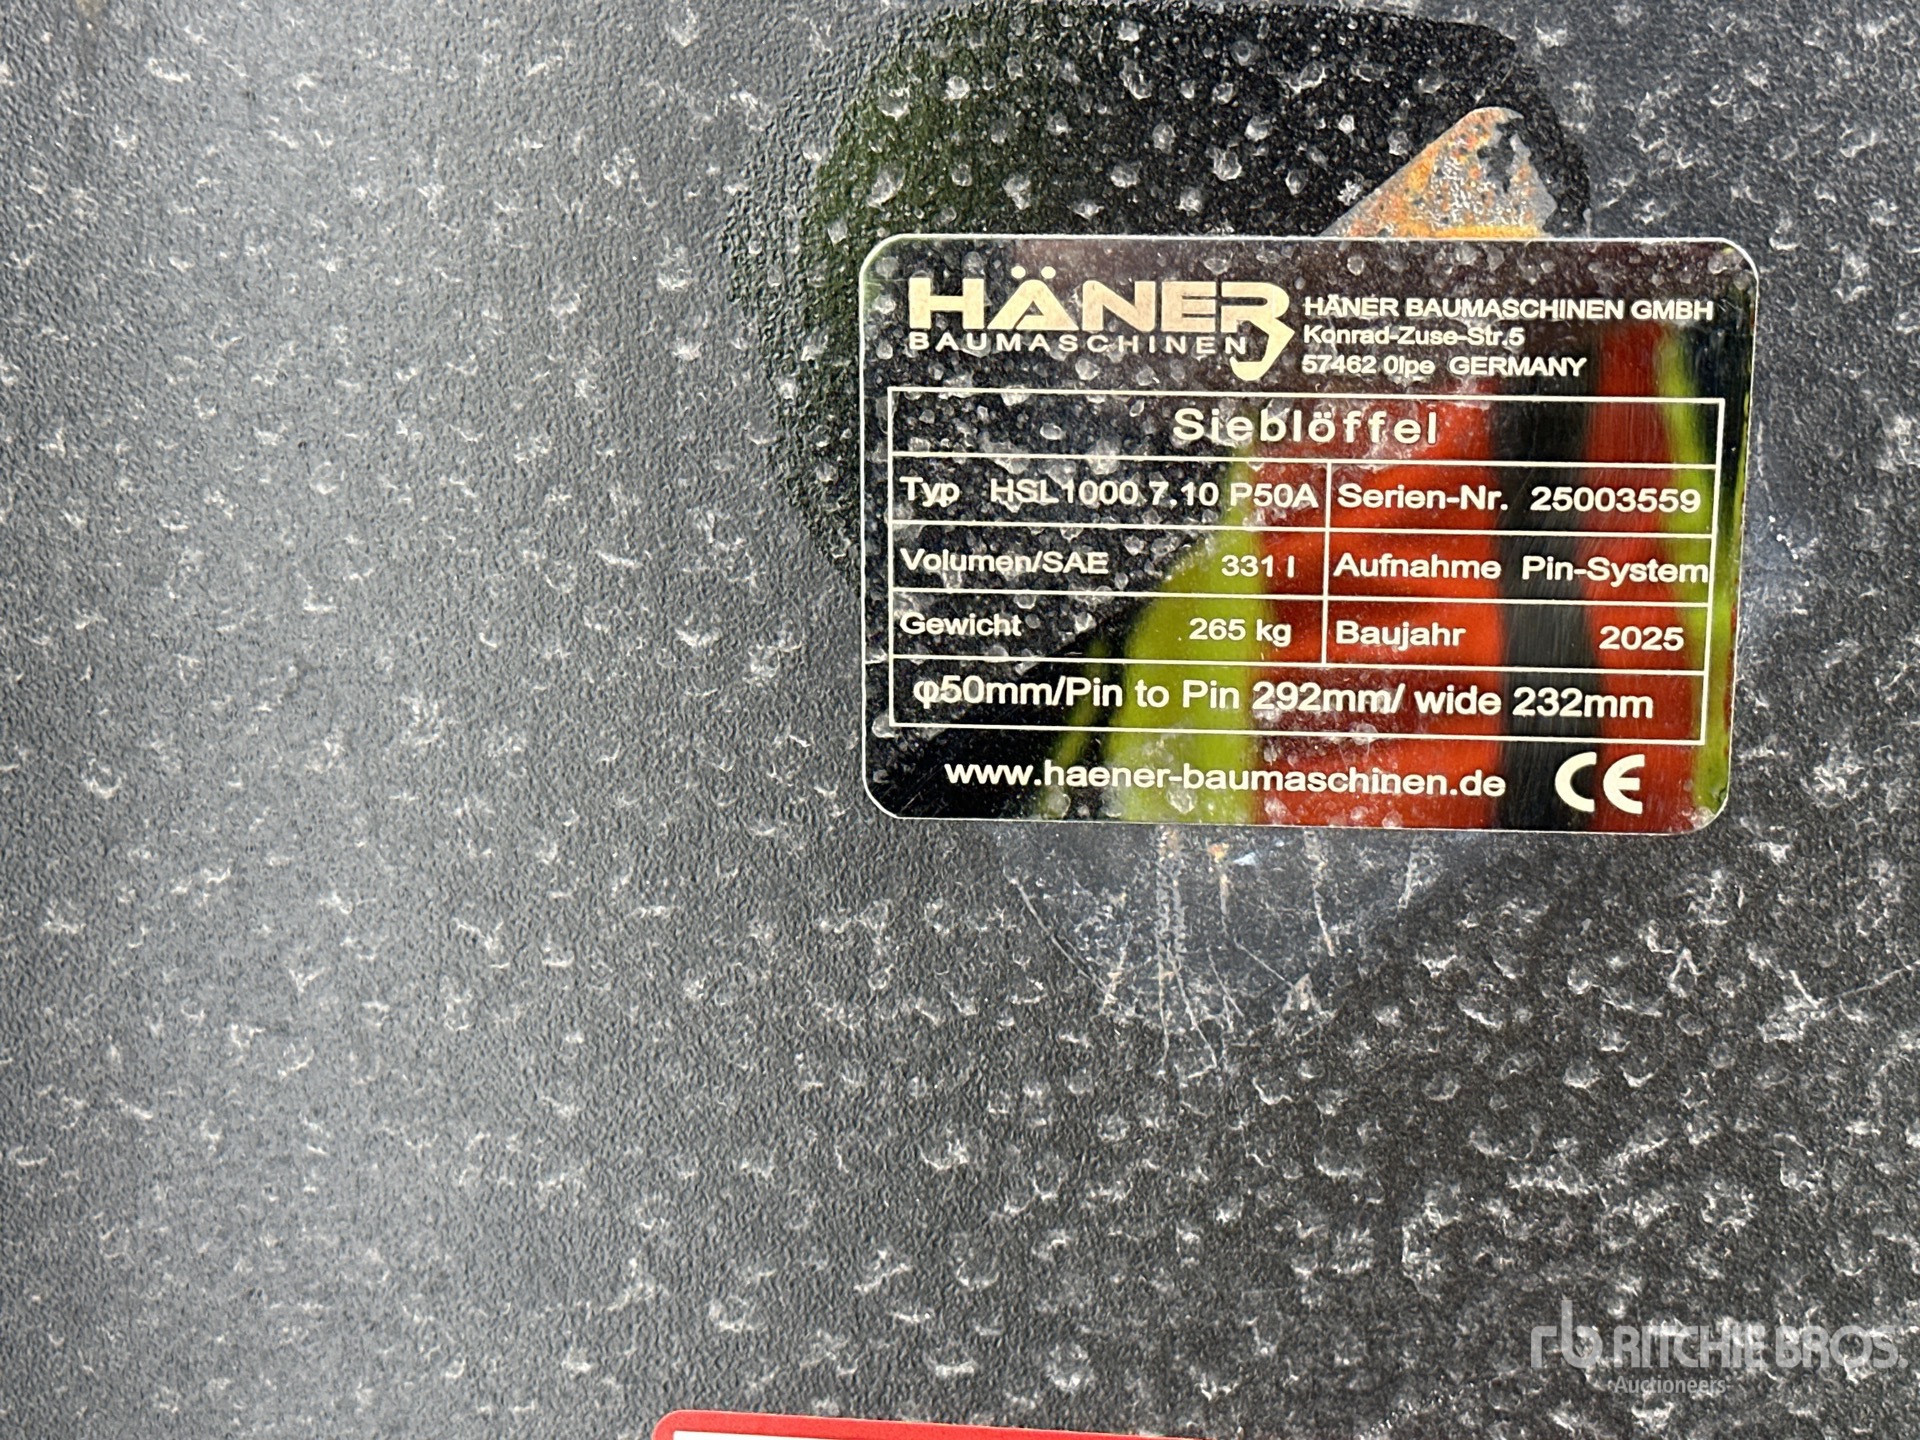 HÄNER
BAUMASCHINEN
HÄNER BAUMASCHINEN GMBH
Konrad-Zuse-Str.5
57462 Olpe GERMANY
Sieblöffel
Typ HSL1000.7.10 P50A Serien-Nr. 25003559
Volumen/SAE 331 l Aufnahme Pin-System
Gewicht 265 kg Baujahr 2025
φ50mm/Pin to Pin 292mm/ wide 232mm
www.haener-baumaschinen.de CE
rb RITCHIE BROS.
Auctioneers